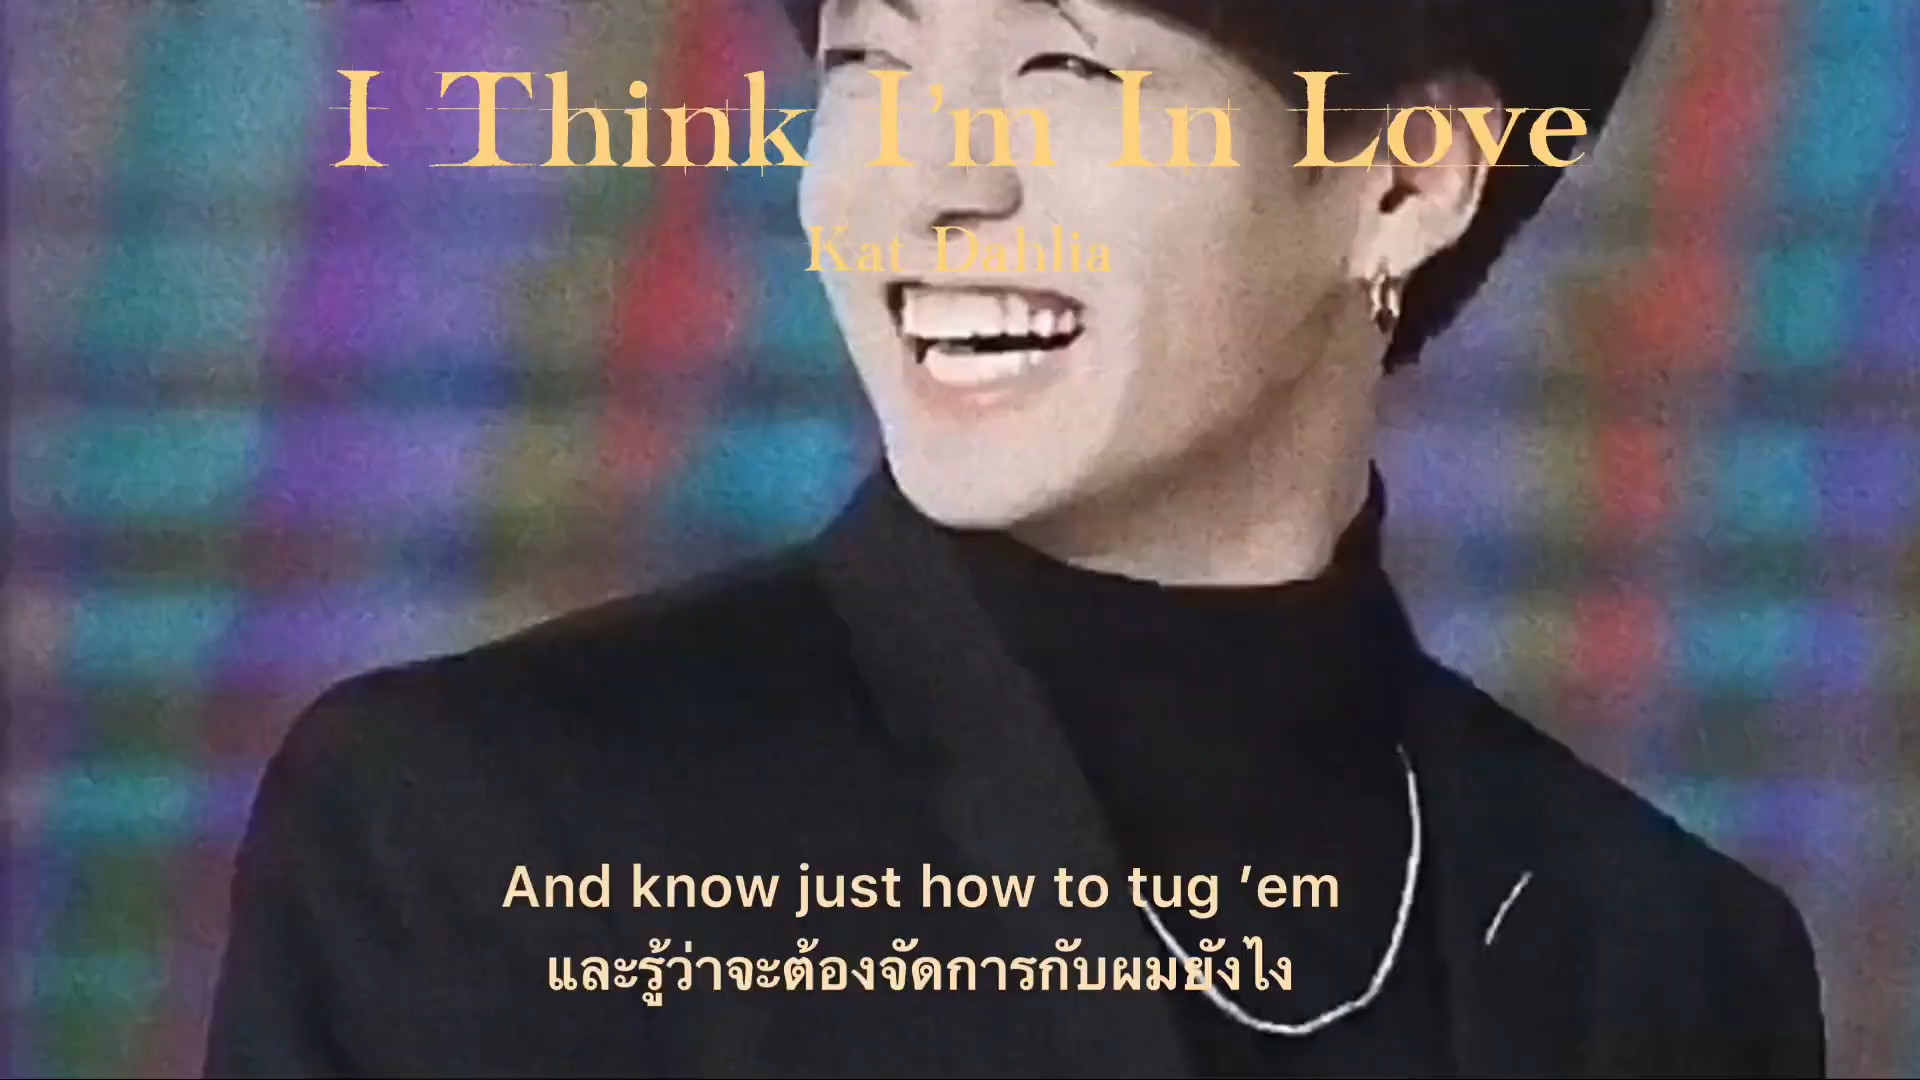 I Think I'm In Love
Kat Dahlia
And know just how to tug ’em
และรู้ว่าจะต้องจัดการกับผมยังไง